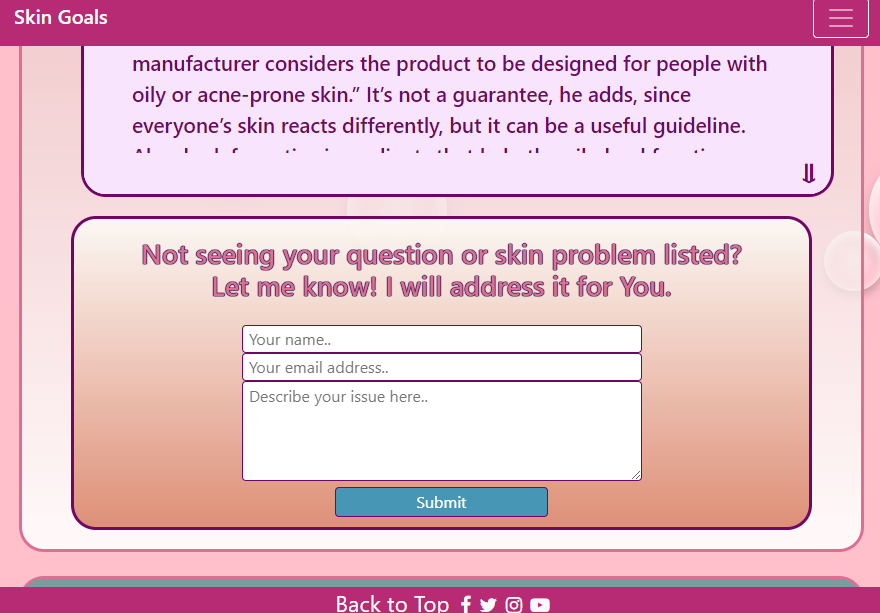 Skin Goals
manufacturer considers the product to be designed for people with
oily or acne-prone skin.” It’s not a guarantee, he adds, since
everyone’s skin reacts differently, but it can be a useful guideline.
Not seeing your question or skin problem listed?
Let me know! I will address it for You.
Your name..
Your email address..
Describe your issue here..
Submit
Back to Top